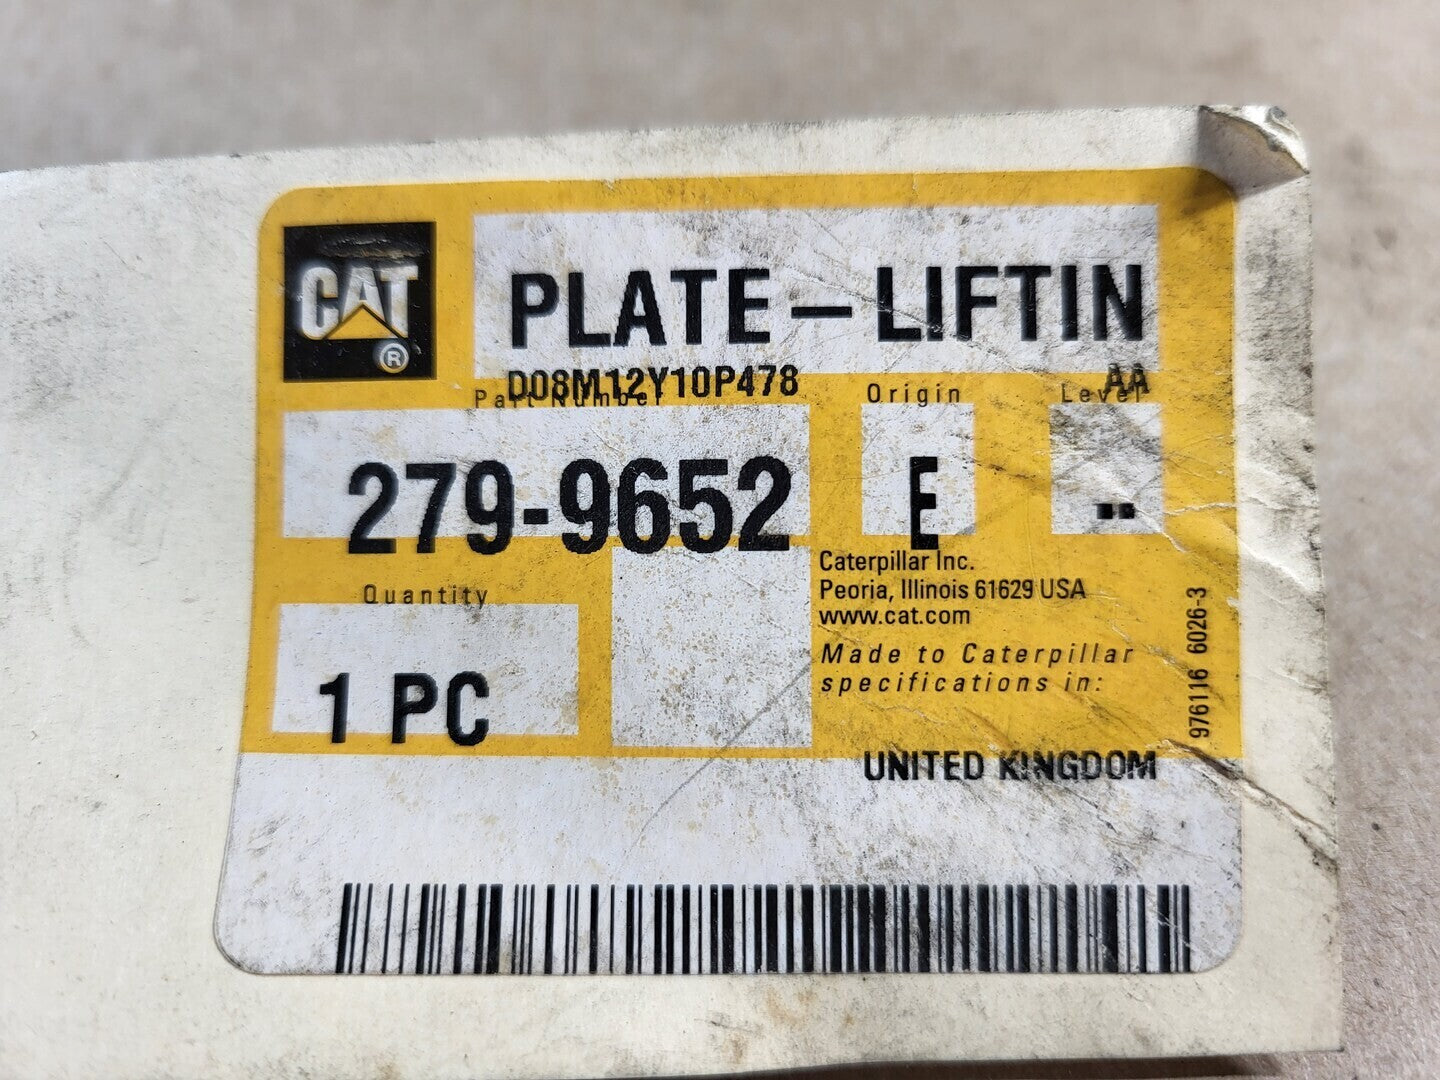 CAT
®
PLATE-LIFTIN
D08M12Y10P478
AA
Part Number
Origin
Level
279-9652
E
--
Caterpillar Inc.
Peoria, Illinois 61629 USA
www.cat.com
Quantity
1 PC
Made to Caterpillar
specifications in:
UNITED KINGDOM
976116 6026-3